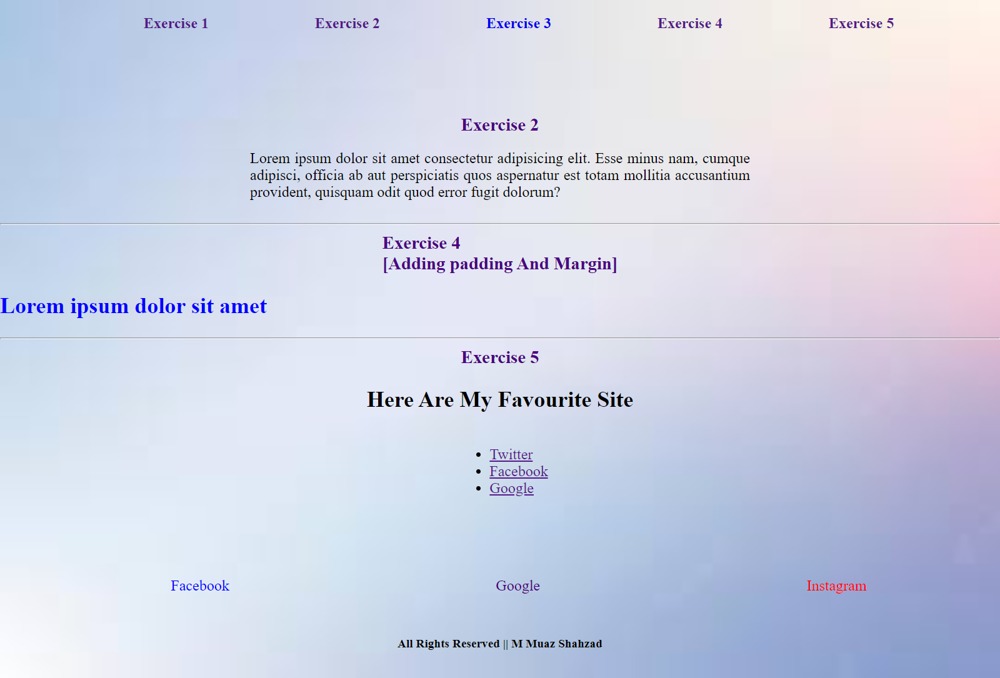 Exercise 1 Exercise 2 Exercise 3 Exercise 4 Exercise 5
Exercise 2
Lorem ipsum dolor sit amet consectetur adipisicing elit. Esse minus nam, cumque
adipisci, officia ab aut perspiciatis quos aspernatur est totam mollitia accusantium
provident, quisquam odit quod error fugit dolorum?
Exercise 4
[Adding padding And Margin]
Lorem ipsum dolor sit amet
Exercise 5
Here Are My Favourite Site
Twitter
Facebook
Google
Facebook Google Instagram
All Rights Reserved || M Muaz Shahzad